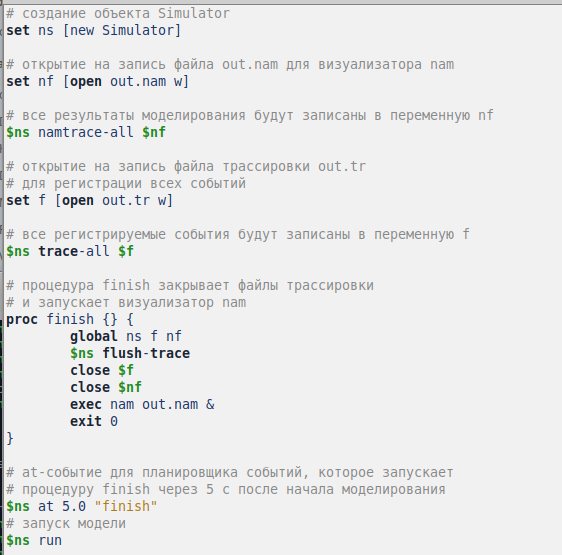 # создание объекта Simulator
set ns [new Simulator]
# открытие на запись файла out.nam для визуализатора nam
set nf [open out.nam w]
# все результаты моделирования будут записаны в переменную nf
$ns namtrace-all $nf
# открытие на запись файла трассировки out.tr
# для регистрации всех событий
set f [open out.tr w]
# все регистрируемые события будут записаны в переменную f
$ns trace-all $f
# процедура finish закрывает файлы трассировки
# и запускает визуализатор nam
proc finish {} {
        global ns f nf
        $ns flush-trace
        close $f
        close $nf
        exec nam out.nam &
        exit 0
}
# at-событие для планировщика событий, которое запускает
# процедуру finish через 5 с после начала моделирования
$ns at 5.0 "finish"
# запуск модели
$ns run